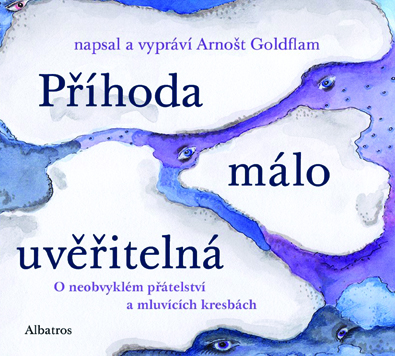 napsal a vypráví Arnošt Goldflam
Příhoda
málo
uvěřitelná
O neobvyklém přátelství
a mluvících kresbách
Albatros